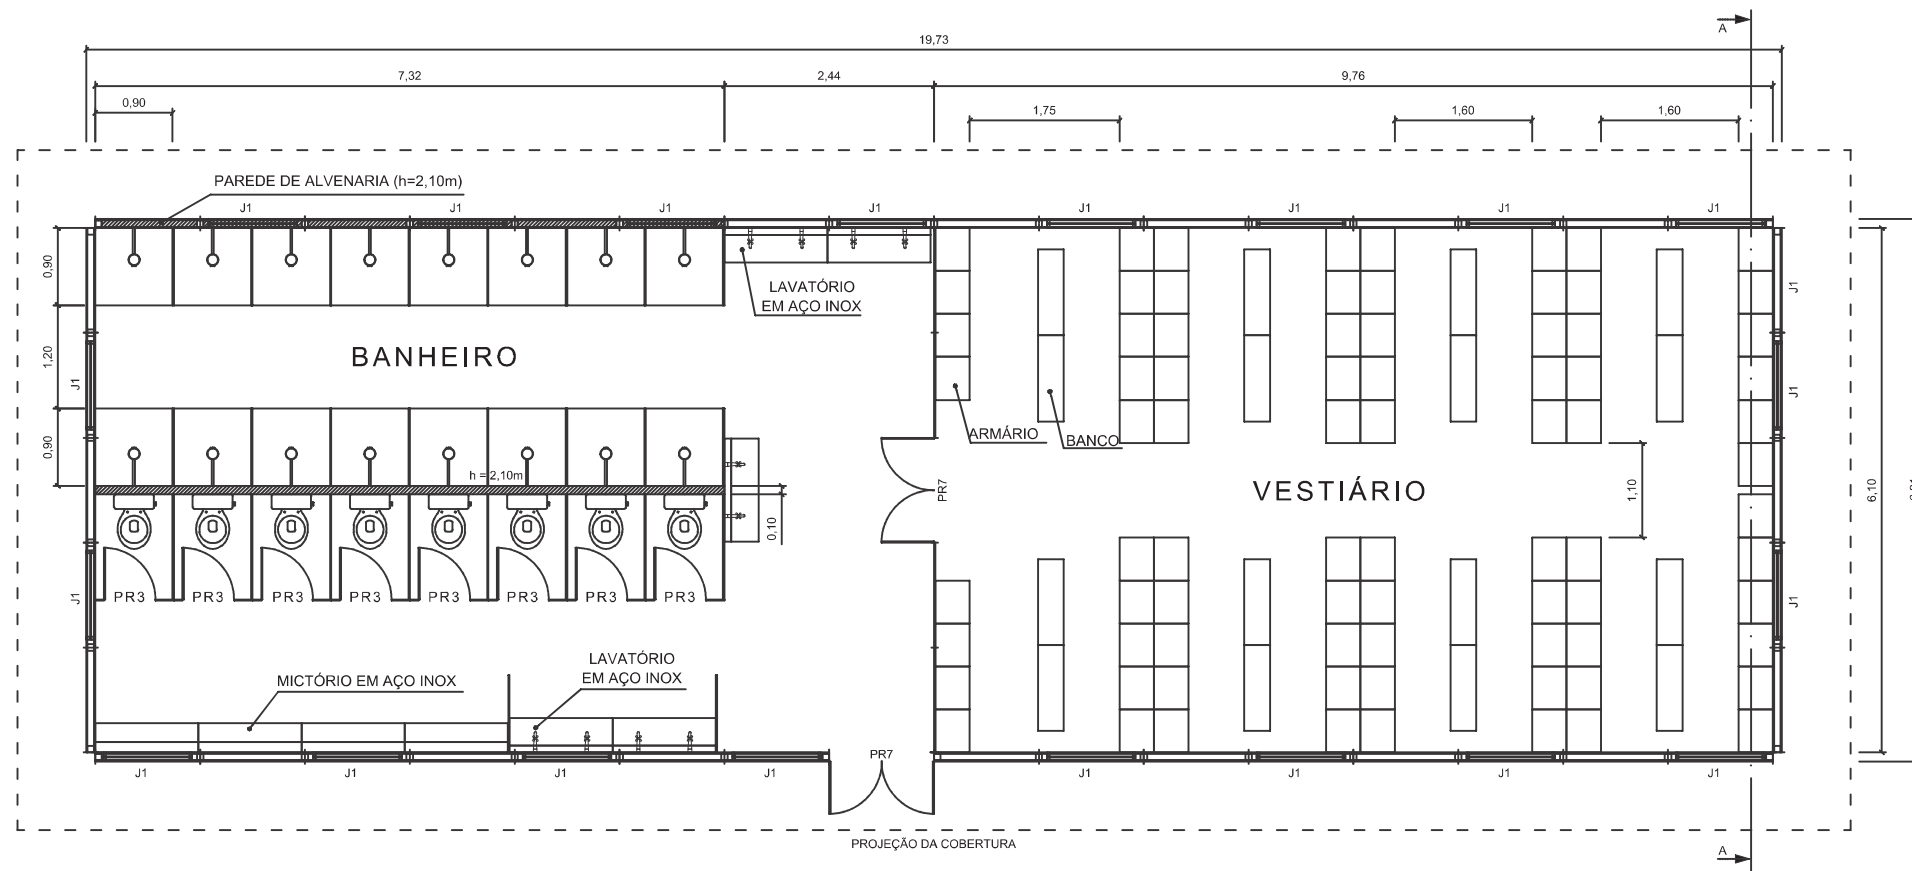 A
19,73
7,32
2,44
9,76
0,90
1,75
1,60
1,60
PAREDE DE ALVENARIA (h=2,10m)
J1
J1
J1
J1
J1
J1
J1
J1
0,90
LAVATÓRIO
EM AÇO INOX
J1
1,20
BANHEIRO
J1
J1
0,90
ARMÁRIO
BANCO
h = 2,10m
PR7
VESTIÁRIO
1,10
6,10
0,10
PR3
PR3
PR3
PR3
PR3
PR3
PR3
PR3
J1
J1
LAVATÓRIO
EM AÇO INOX
MICTÓRIO EM AÇO INOX
PR7
J1
J1
J1
J1
J1
J1
J1
J1
PROJEÇÃO DA COBERTURA
A